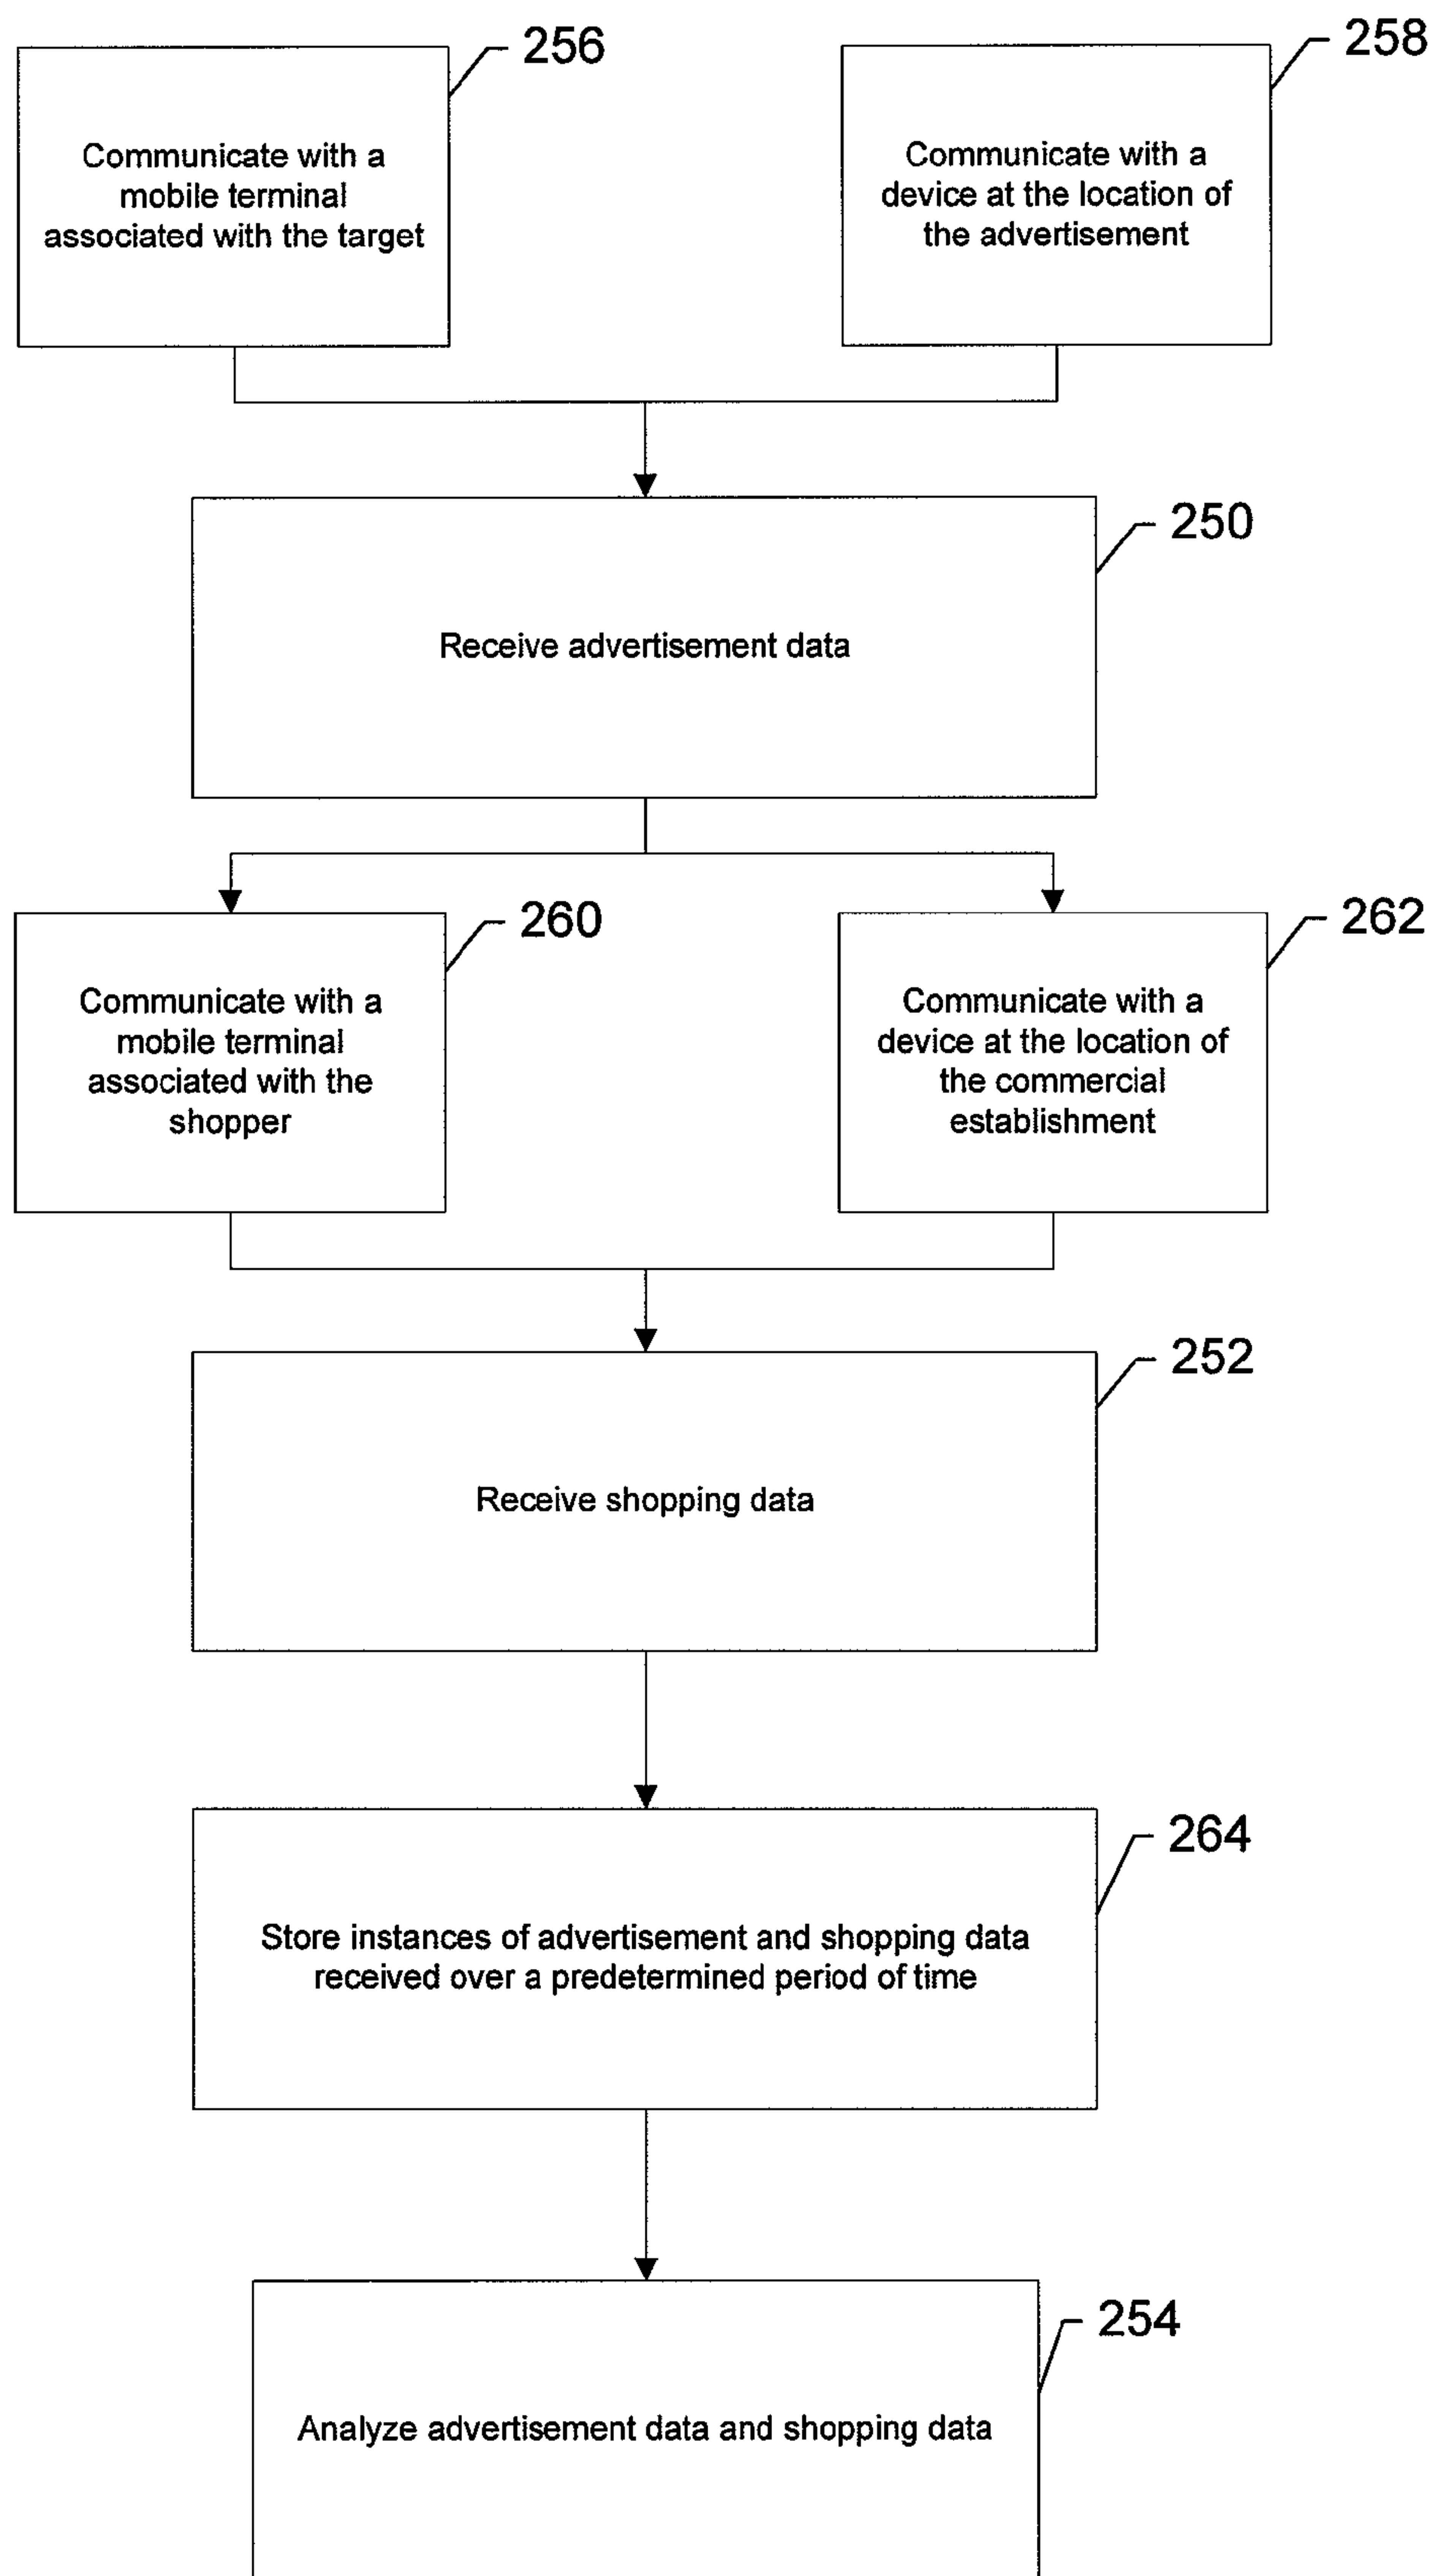 256
Communicate with a
mobile terminal
associated with the target
258
Communicate with a
device at the location of
the advertisement
250
Receive advertisement data
260
Communicate with a
mobile terminal
associated with the
shopper
262
Communicate with a
device at the location of
the commercial
establishment
252
Receive shopping data
264
Store instances of advertisement and shopping data
received over a predetermined period of time
254
Analyze advertisement data and shopping data